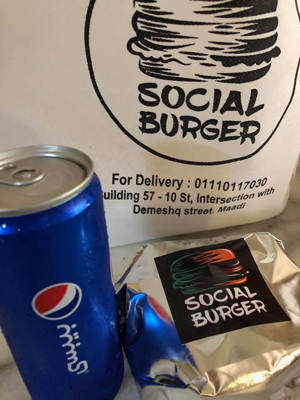 SOCIAL
BURGER
For Delivery : 01110117030
Building 57 - 10 St, Intersection with
Demeshq street. Maadi
SOCIAL
BURGER
بيبسي